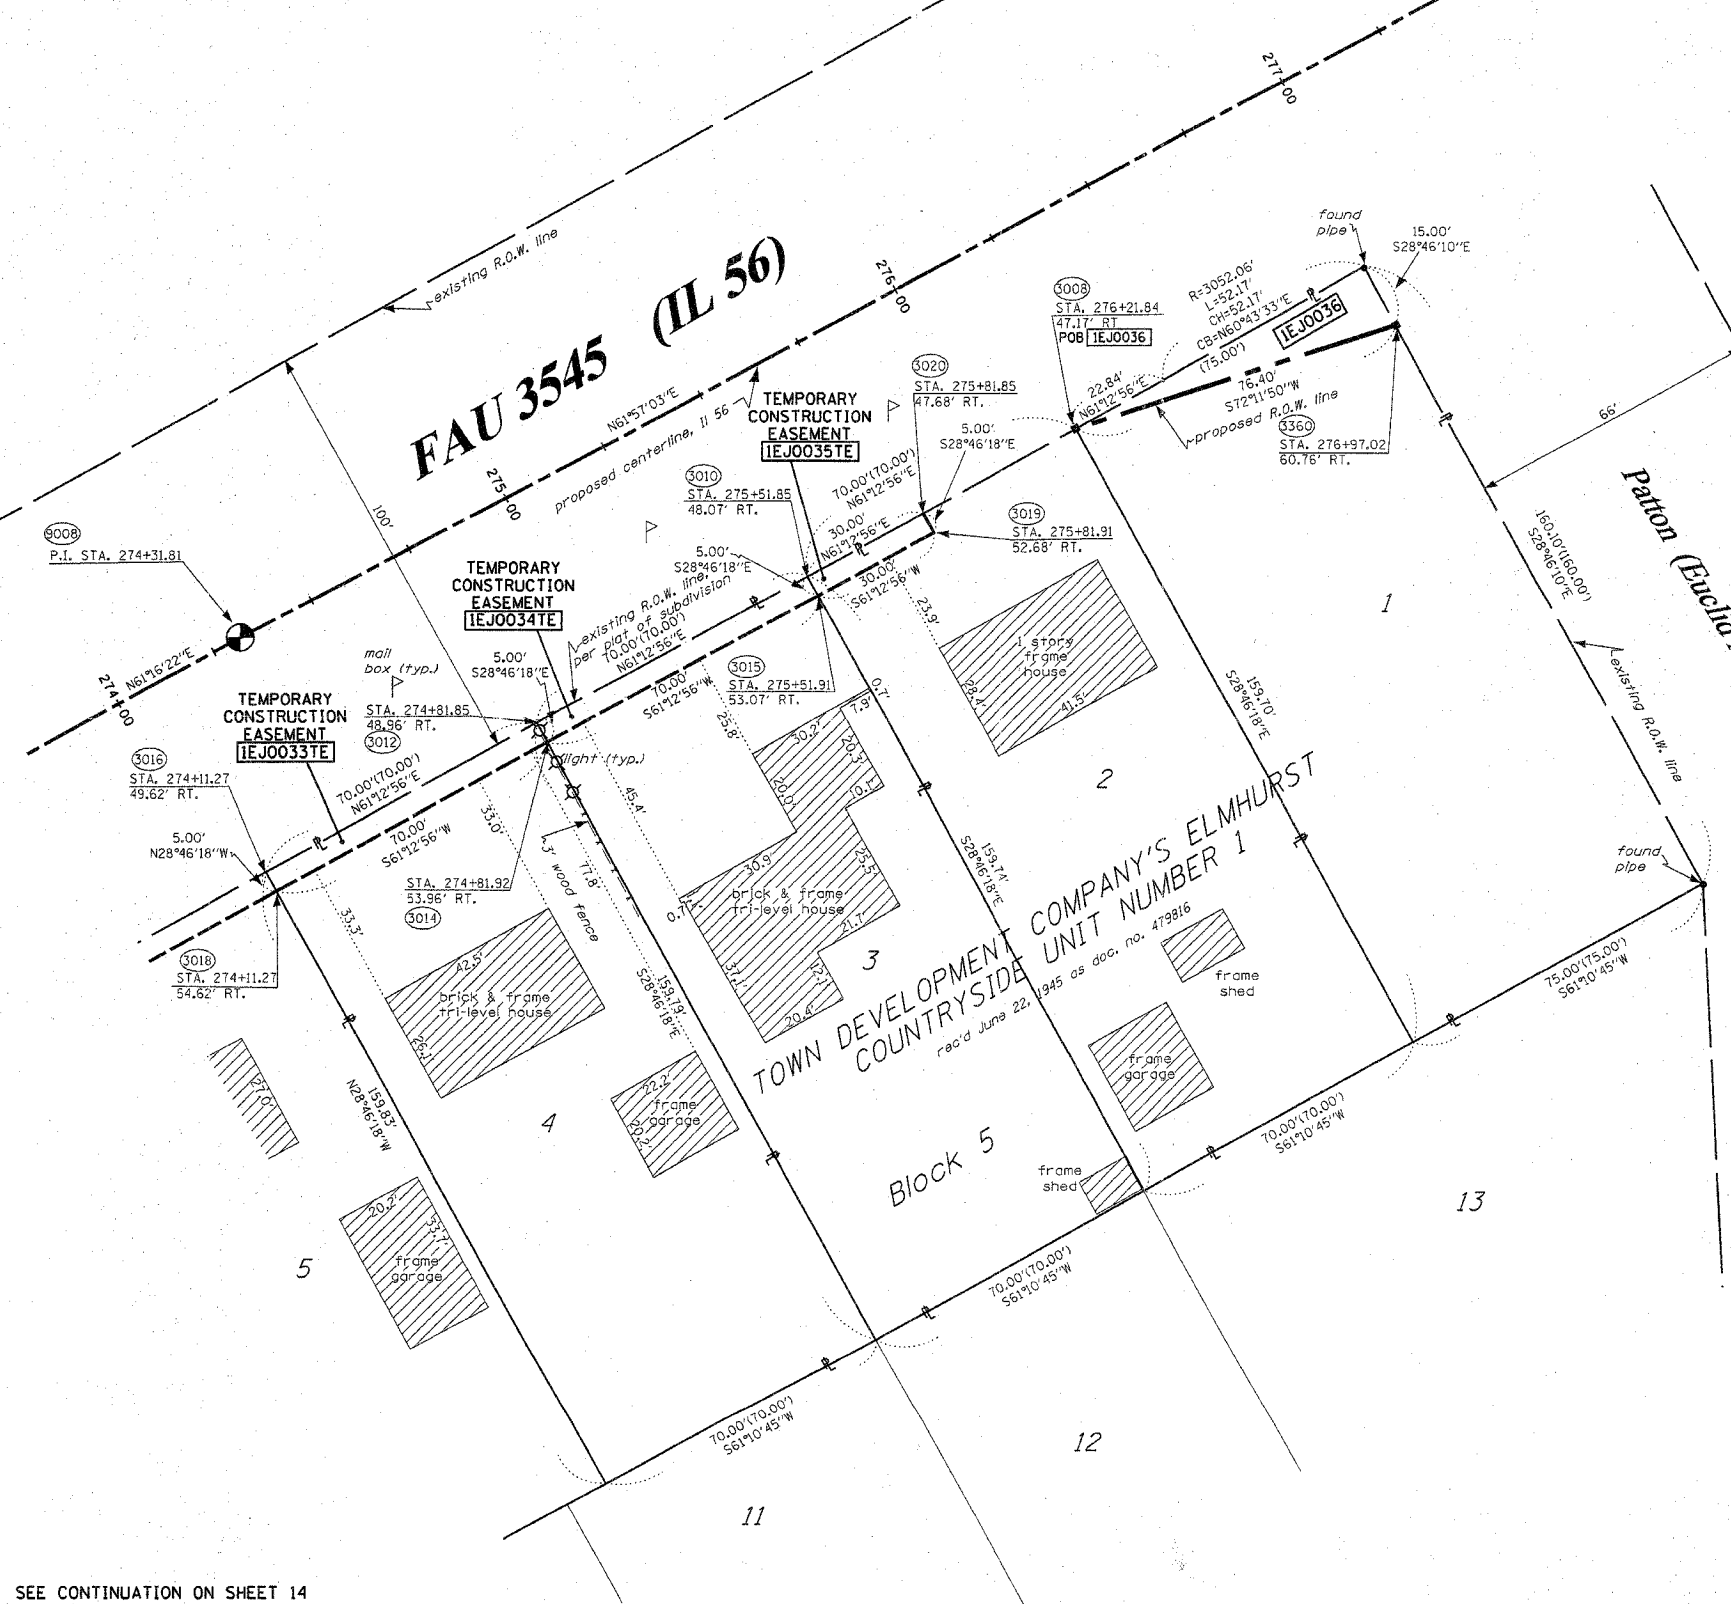 277+00
existing R.O.W. line
FAU 3545 (IL 56)
276+00
found
pipe
15.00'
S28°46'10"E
3008
STA. 276+21.84
47.17' RT
POB 1EJ0036
R=3052.06'
L=52.17'
CH=52.17'
CB=N60°43'33"E
(75.00')
1EJ0036
22.84'
N61°12'56"E
76.40'
S72°11'50"W
proposed R.O.W. line
3360
STA. 276+97.02
60.76' RT.
66'
Patton (Euclid
160.10'(160.00')
S28°46'10"E
existing R.O.W. line
N61°57'03"E
proposed centerline, Il 56
TEMPORARY
CONSTRUCTION
EASEMENT
1EJ0035TE
3020
STA. 275+81.85
47.68' RT.
5.00'
S28°46'18"E
70.00'(70.00')
N61°12'56"E
30.00'
N61°12'56"E
3019
STA. 275+81.91
52.68' RT.
30.00'
S61°12'56"W
3010
STA. 275+51.85
48.07' RT.
275+00
100'
9008
P.I. STA. 274+31.81
TEMPORARY
CONSTRUCTION
EASEMENT
1EJ0034TE
5.00'
S28°46'18"E
existing R.O.W. line,
per plat of subdivision
70.00'(70.00')
N61°12'56"E
5.00'
S28°46'18"E
3015
STA. 275+51.91
53.07' RT.
70.00'
S61°12'56"W
N61°16'22"E
274+00
mail
box (typ.)
STA. 274+81.85
48.96' RT.
3012
TEMPORARY
CONSTRUCTION
EASEMENT
1EJ0033TE
3016
STA. 274+11.27
49.62' RT.
5.00'
N28°46'18"W
70.00'(70.00')
N61°12'56"E
70.00'
S61°12'56"W
light (typ.)
STA. 274+81.92
53.96' RT.
3014
3018
STA. 274+11.27
54.62' RT.
33.3'
33.0'
77.8'
3' wood fence
45.4'
25.8'
23.9'
0.7'
7.9'
30.2'
20.3'
20.0'
10.1'
25.5'
30.9'
brick & frame
tri-level house
0.7'
21.7'
12.1'
37.1'
20.4'
3
1 story
frame
house
28.4'
41.5'
1
2
159.70'
S28°46'18"E
159.74'
S28°46'18"E
TOWN DEVELOPMENT COMPANY'S ELMHURST
COUNTRYSIDE UNIT NUMBER 1
rec'd June 22, 1945 as doc. no. 479816
found
pipe
frame
shed
75.00'(75.00')
S61°10'45"W
42.5'
brick & frame
tri-level house
26.1'
159.79'
S28°46'18"E
22.2'
frame
garage
20.2'
4
27.0'
159.83'
N28°46'18"W
frame
garage
70.00'(70.00')
S61°10'45"W
Block 5
frame
shed
13
20.2'
33.7'
frame
garage
5
70.00'(70.00')
S61°10'45"W
70.00'(70.00')
S61°10'45"W
12
11
SEE CONTINUATION ON SHEET 14